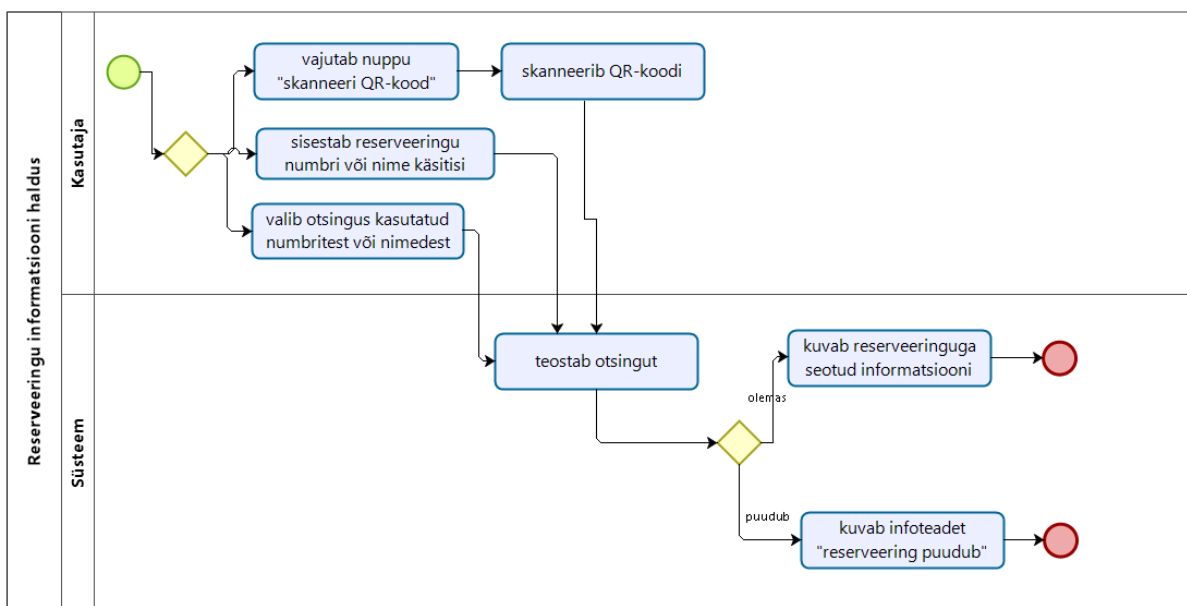 Reserveeringu informatsiooni haldus
Kasutaja
vajutab nuppu
"skanneeri QR-kood"
skanneerib QR-koodi
sisestab reserveeringu
numbri või nime käsitisi
valib otsingus kasutatud
numbritest või nimedest
Süsteem
teostab otsingut
olemas
kuvab reserveeringuga
seotud informatsiooni
puudub
kuvab infoteadet
"reserveering puudub"